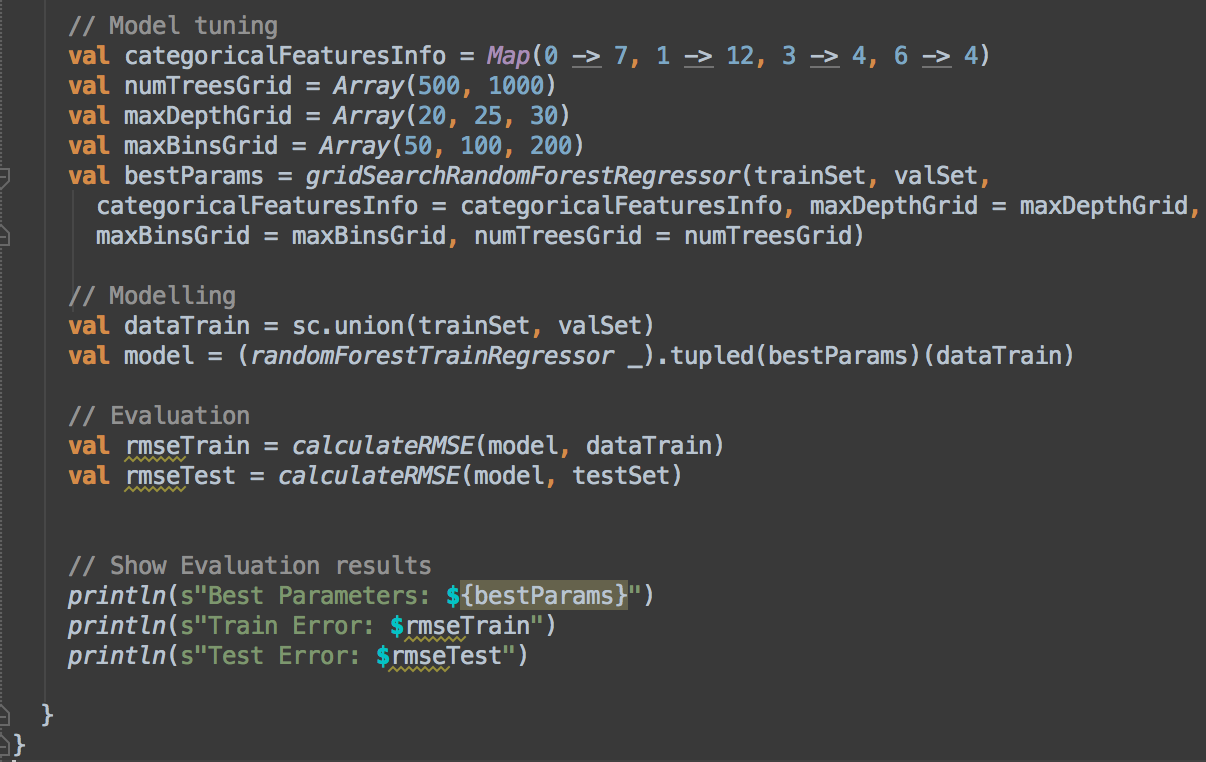 // Model tuning
val categoricalFeaturesInfo = Map(0 -> 7, 1 -> 12, 3 -> 4, 6 -> 4)
val numTreesGrid = Array(500, 1000)
val maxDepthGrid = Array(20, 25, 30)
val maxBinsGrid = Array(50, 100, 200)
val bestParams = gridSearchRandomForestRegressor(trainSet, valSet,
categoricalFeaturesInfo = categoricalFeaturesInfo, maxDepthGrid = maxDepthGrid,
maxBinsGrid = maxBinsGrid, numTreesGrid = numTreesGrid)
// Modelling
val dataTrain = sc.union(trainSet, valSet)
val model = (randomForestTrainRegressor _).tupled(bestParams)(dataTrain)
// Evaluation
val rmseTrain = calculateRMSE(model, dataTrain)
val rmseTest = calculateRMSE(model, testSet)
// Show Evaluation results
println(s"Best Parameters: ${bestParams}")
println(s"Train Error: $rmseTrain")
println(s"Test Error: $rmseTest")
}
}